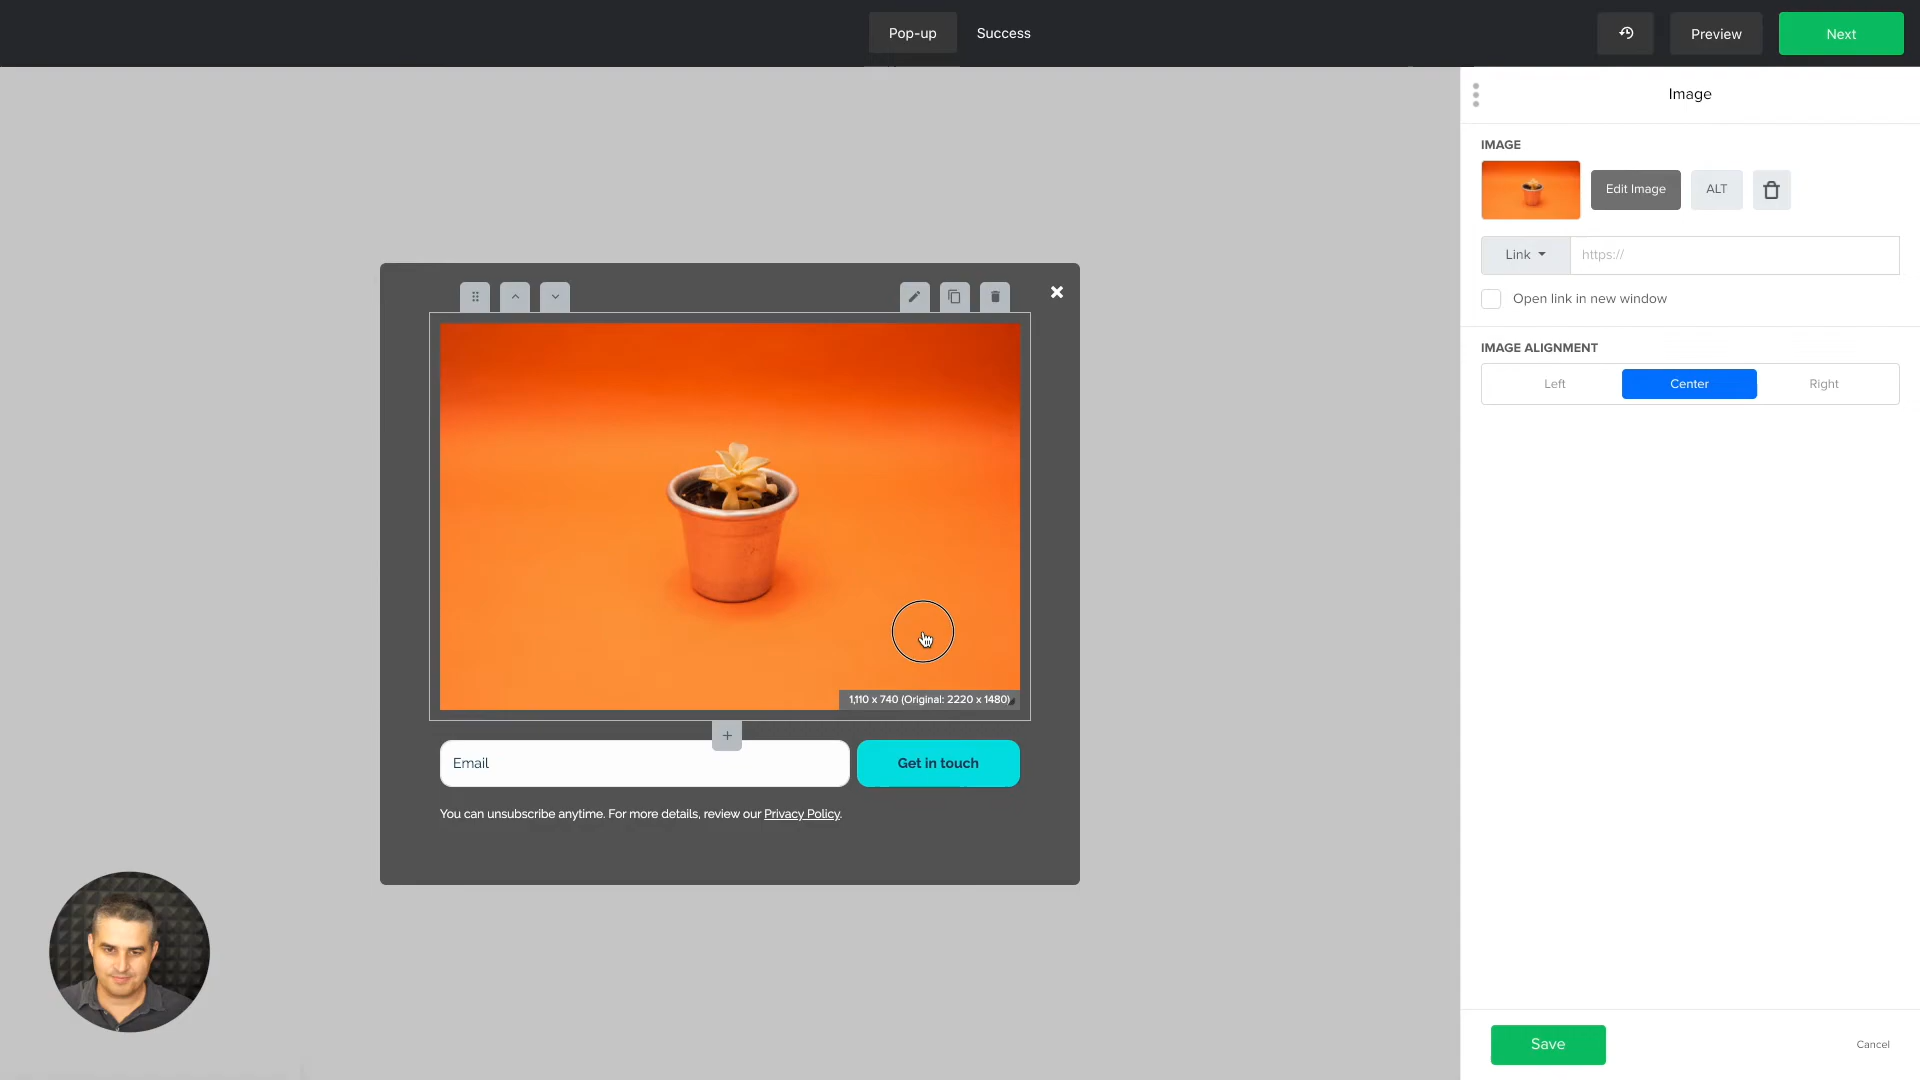 Pop-up
Success
Preview
Next
Image
IMAGE
Edit Image
ALT
Link
https://
Open link in new window
IMAGE ALIGNMENT
Left
Center
Right
1,110 x 740 (Original: 2220 x 1480)
Email
Get in touch
You can unsubscribe anytime. For more details, review our Privacy Policy.
Save
Cancel